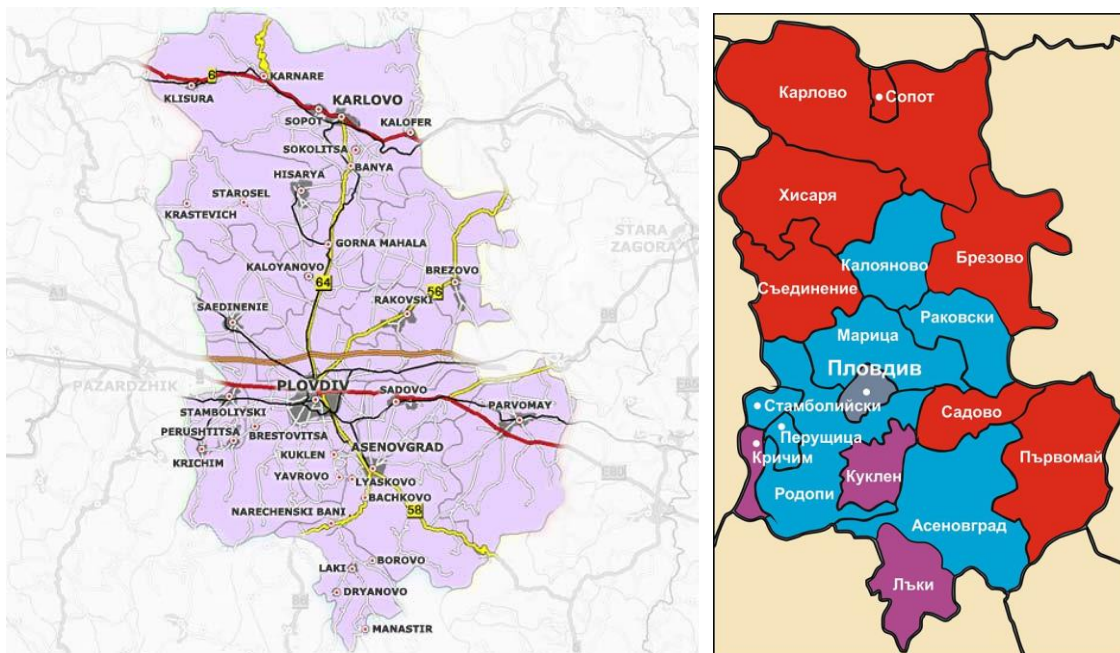 6
KARNARE
KLISURA
KARLOVO
SOPOT
KALOFER
SOKOLITSA
BANYA
HISARYA
STAROSEL
KRASTEVICH
GORNA MAHALA
STARA
ZAGORA
KALOYANOVO
BREZOVO
64
56
A1
RAKOVSKI
SAEDINENIE
PAZARDZHIK
PLOVDIV
STAMBOLIYSKI
SADOVO
PARVOMAY
PERUSHTITSA
BRESTOVITSA
ASENOVGRAD
KRICHIM
KUKLEN
YAVROVO
LYASKOVO
BACHKOVO
NARECHENSKI BANI
58
BOROVO
LAKI
DRYANOVO
MANASTIR
Карлово
Сопот
Хисаря
Калояново
Брезово
Съединение
Марица
Раковски
Пловдив
Стамболийски
Садово
Перущица
Кричим
Куклен
Първомай
Родопи
Асеновград
Лъки